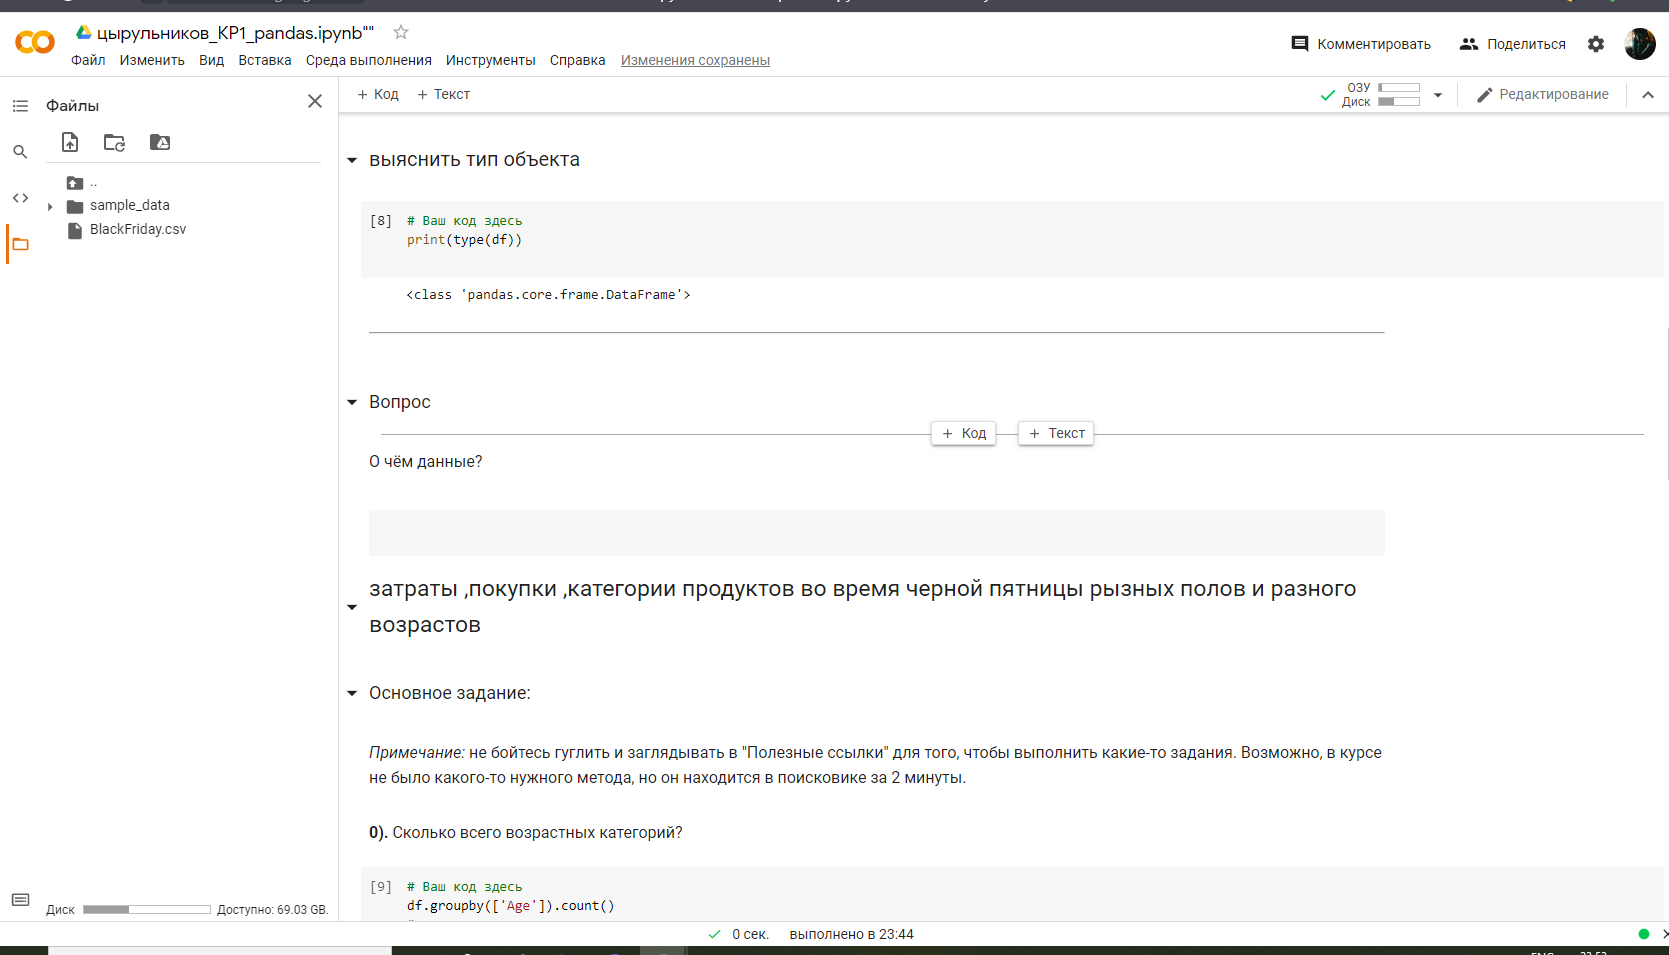 цырульников_KP1_pandas.ipynb""
Файл Изменить Вид Вставка Среда выполнения Инструменты Справка Изменения сохранены
Комментировать Поделиться
Файлы
+ Код + Текст
ОЗУ
Диск
Редактирование
..
sample_data
BlackFriday.csv
выяснить тип объекта
[8] # Ваш код здесь
print(type(df))
<class 'pandas.core.frame.DataFrame'>
Вопрос
+ Код + Текст
О чём данные?
затраты ,покупки ,категории продуктов во время черной пятницы рызных полов и разного
возрастов
Основное задание:
Примечание: не бойтесь гуглить и заглядывать в "Полезные ссылки" для того, чтобы выполнить какие-то задания. Возможно, в курсе
не было какого-то нужного метода, но он находится в поисковике за 2 минуты.
0). Сколько всего возрастных категорий?
[9] # Ваш код здесь
df.groupby(['Age']).count()
Диск Доступно: 69.03 GB.
0 сек. выполнено в 23:44